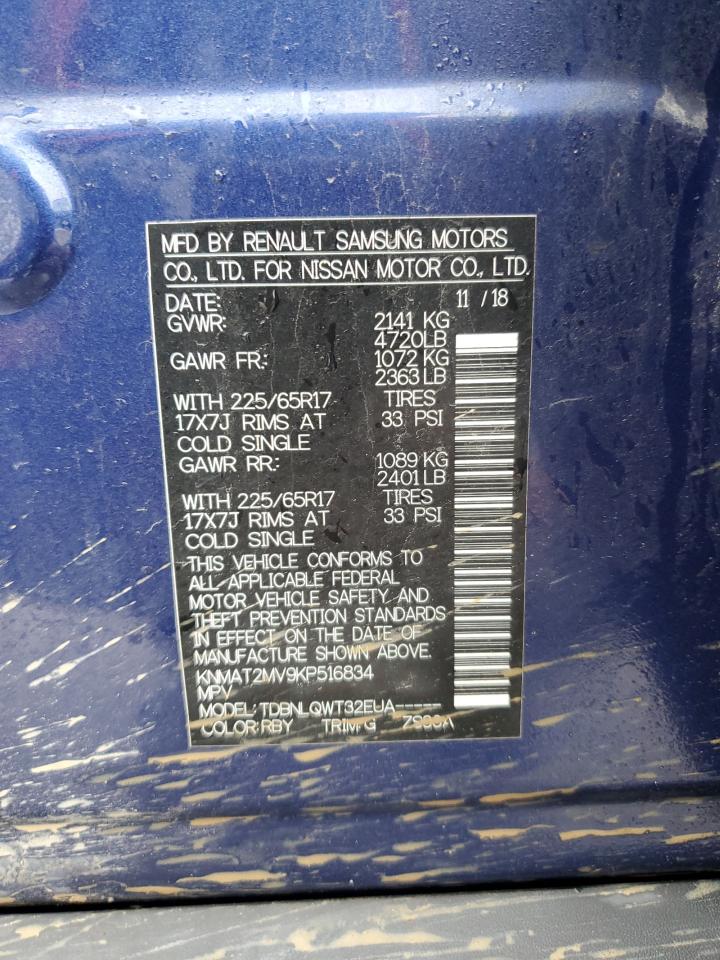 MFD BY RENAULT SAMSUNG MOTORS
CO., LTD. FOR NISSAN MOTOR CO., LTD.
DATE: 11 / 18
GVWR: 2141 KG
4720LB
GAWR FR: 1072 KG
2363 LB
WITH 225/65R17 TIRES
17X7J RIMS AT 33 PSI
COLD SINGLE
GAWR RR: 1089 KG
2401 LB
WITH 225/65R17 TIRES
17X7J RIMS AT 33 PSI
COLD SINGLE
THIS VEHICLE CONFORMS TO
ALL APPLICABLE FEDERAL
MOTOR VEHICLE SAFETY AND
THEFT PREVENTION STANDARDS
IN EFFECT ON THE DATE OF
MANUFACTURE SHOWN ABOVE.
KNMAT2MV9KP516834
MPV
MODEL: TDBNLQWT32EUA-----
COLOR: RBY TRIM: G